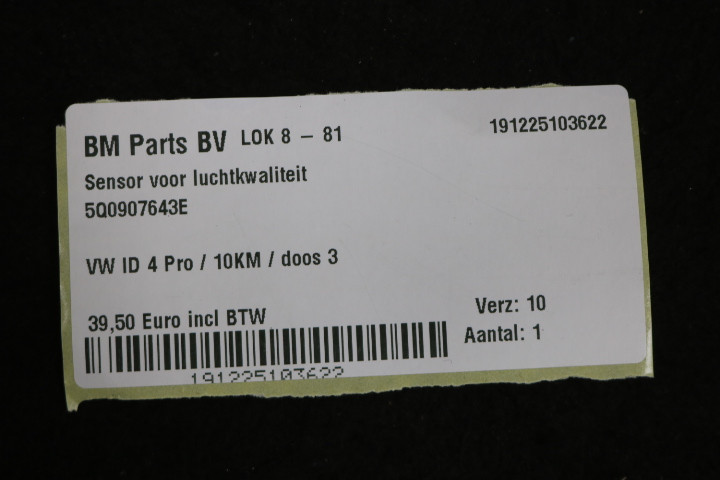 BM Parts BV LOK 8 – 81 191225103622
Sensor voor luchtkwaliteit
5Q0907643E
VW ID 4 Pro / 10KM / doos 3
39,50 Euro incl BTW Verz: 10
Aantal: 1
191225103622